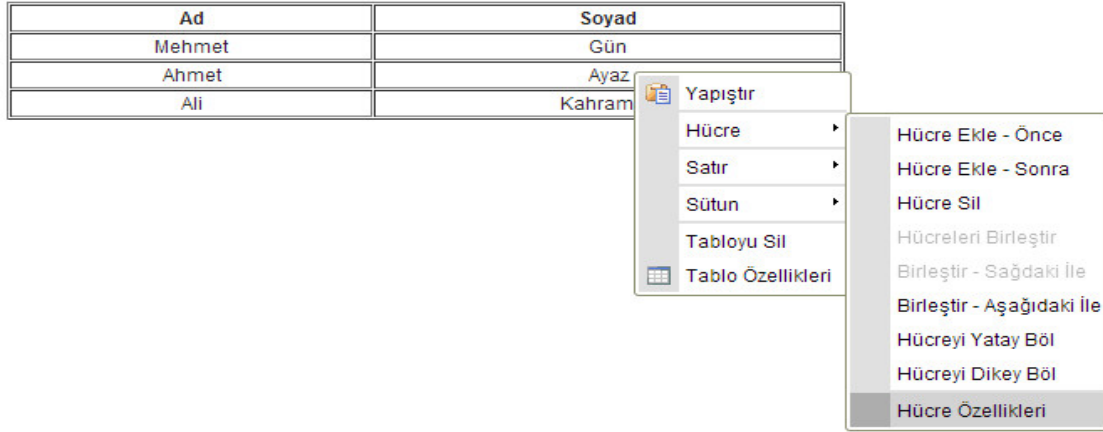 Ad Soyad
Mehmet Gün
Ahmet Ayaz
Ali Kahram
Yapıştır
Hücre
Satır
Sütun
Tabloyu Sil
Tablo Özellikleri
Hücre Ekle - Önce
Hücre Ekle - Sonra
Hücre Sil
Hücreleri Birleştir
Birleştir - Sağdaki İle
Birleştir - Aşağıdaki İle
Hücreyi Yatay Böl
Hücreyi Dikey Böl
Hücre Özellikleri